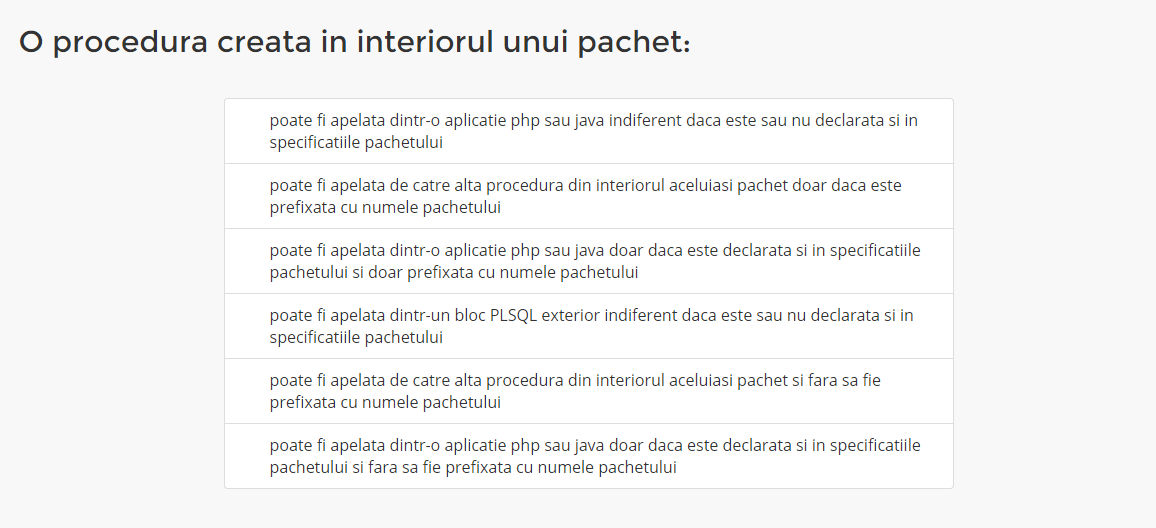 O procedura creata in interiorul unui pachet:
poate fi apelata dintr-o aplicatie php sau java indiferent daca este sau nu declarata si in
specificatiile pachetului
poate fi apelata de catre alta procedura din interiorul aceluiasi pachet doar daca este
prefixata cu numele pachetului
poate fi apelata dintr-o aplicatie php sau java doar daca este declarata si in specificatiile
pachetului si doar prefixata cu numele pachetului
poate fi apelata dintr-un bloc PLSQL exterior indiferent daca este sau nu declarata si in
specificatiile pachetului
poate fi apelata de catre alta procedura din interiorul aceluiasi pachet si fara sa fie
prefixata cu numele pachetului
poate fi apelata dintr-o aplicatie php sau java doar daca este declarata si in specificatiile
pachetului si fara sa fie prefixata cu numele pachetului